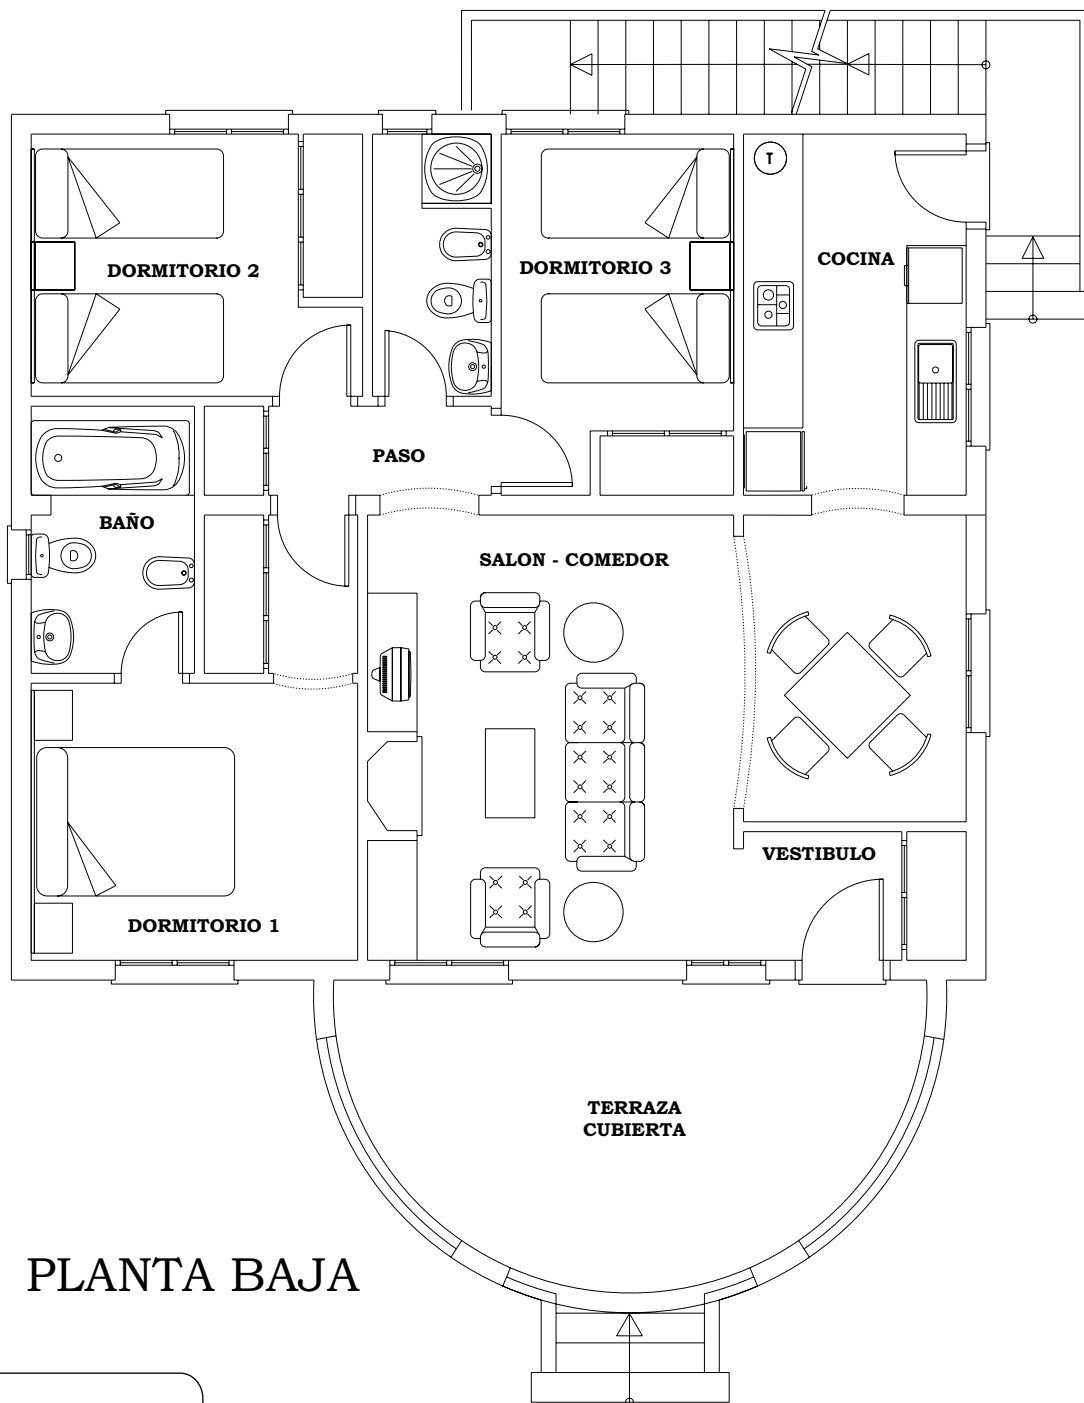 T
DORMITORIO 2
DORMITORIO 3
COCINA
PASO
BAÑO
SALON - COMEDOR
VESTIBULO
DORMITORIO 1
TERRAZA
CUBIERTA
PLANTA BAJA